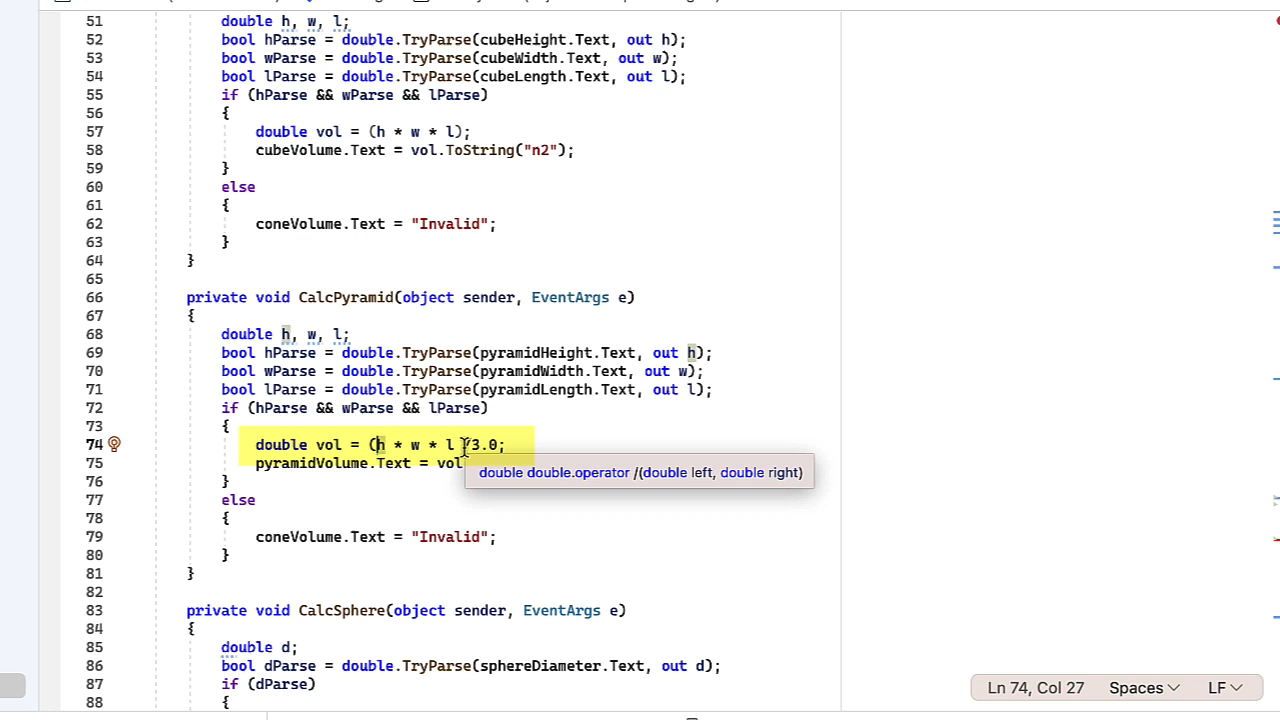 51 double h, w, l;
52 bool hParse = double.TryParse(cubeHeight.Text, out h);
53 bool wParse = double.TryParse(cubeWidth.Text, out w);
54 bool lParse = double.TryParse(cubeLength.Text, out l);
55 if (hParse && wParse && lParse)
56 {
57 double vol = (h * w * l);
58 cubeVolume.Text = vol.ToString("n2");
59 }
60 else
61 {
62 coneVolume.Text = "Invalid";
63 }
64 }
65
66 private void CalcPyramid(object sender, EventArgs e)
67 {
68 double h, w, l;
69 bool hParse = double.TryParse(pyramidHeight.Text, out h);
70 bool wParse = double.TryParse(pyramidWidth.Text, out w);
71 bool lParse = double.TryParse(pyramidLength.Text, out l);
72 if (hParse && wParse && lParse)
73 {
74 double vol = (h * w * l )/3.0;
75 pyramidVolume.Text = vol
double double.operator /(double left, double right)
76 }
77 else
78 {
79 coneVolume.Text = "Invalid";
80 }
81 }
82
83 private void CalcSphere(object sender, EventArgs e)
84 {
85 double d;
86 bool dParse = double.TryParse(sphereDiameter.Text, out d);
87 if (dParse)
88 {
Ln 74, Col 27 Spaces LF